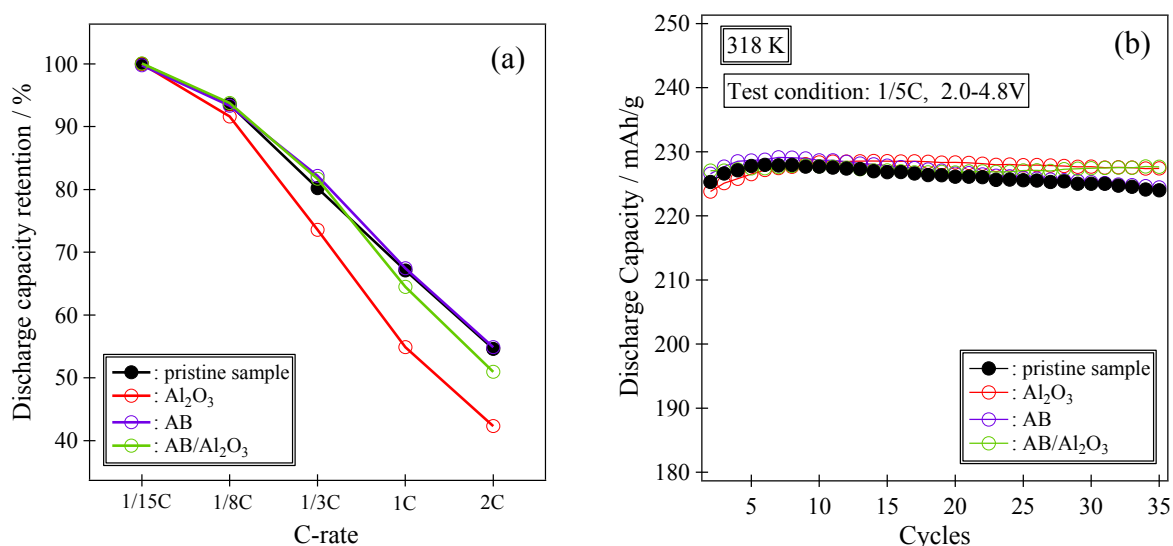 (a)
Discharge capacity retention / %
100
90
80
70
60
50
40
: pristine sample
: Al₂O₃
: AB
: AB/Al₂O₃
1/15C 1/8C 1/3C 1C 2C
C-rate
(b)
318 K
Test condition: 1/5C, 2.0-4.8V
Discharge Capacity / mAh/g
250
240
230
220
210
200
190
180
: pristine sample
: Al₂O₃
: AB
: AB/Al₂O₃
5 10 15 20 25 30 35
Cycles